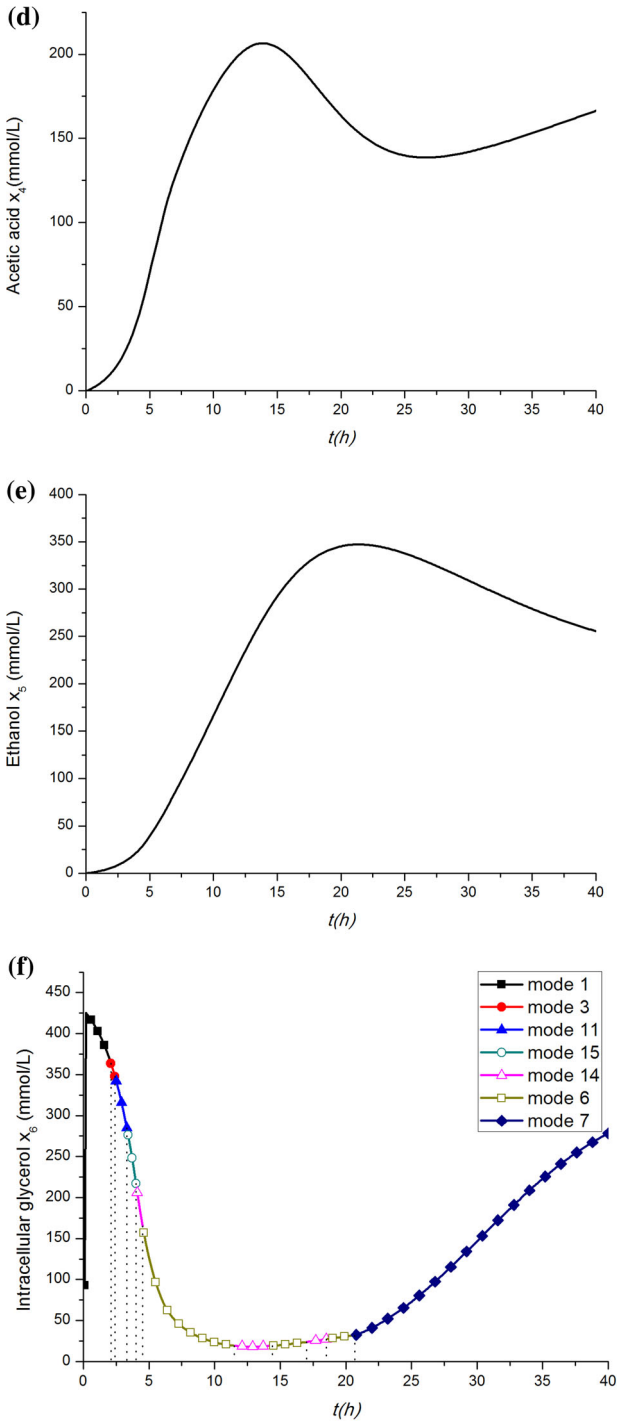 (d)
200
150
100
50
0
Acetic acid x4(mmol/L)
0 5 10 15 20 25 30 35 40
t(h)
(e)
400
350
300
250
200
150
100
50
0
Ethanol x5 (mmol/L)
0 5 10 15 20 25 30 35 40
t(h)
(f)
450
400
350
300
250
200
150
100
50
0
Intracellular glycerol x6 (mmol/L)
mode 1
mode 3
mode 11
mode 15
mode 14
mode 6
mode 7
0 5 10 15 20 25 30 35 40
t(h)